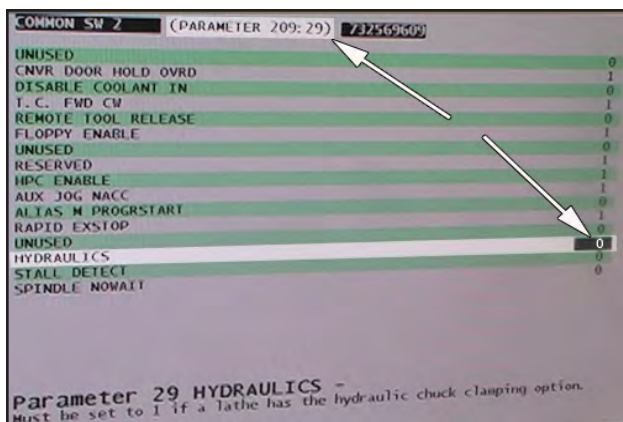 COMMON SW 2 (PARAMETER 209:29) 732569609
UNUSED 0
CNVR DOOR HOLD OVRD 1
DISABLE COOLANT IN 0
T.C. FWD CW 1
REMOTE TOOL RELEASE 0
FLOPPY ENABLE 1
UNUSED 0
RESERVED 1
HPC ENABLE 1
AUX JOG NACC 1
ALIAS M PROGRSTART
RAPID EXSTOP 1
UNUSED 0
HYDRAULICS 0
STALL DETECT 0
SPINDLE NOWAIT 0
Parameter 29 HYDRAULICS -
Must be set to 1 if a lathe has the hydraulic chuck clamping option.